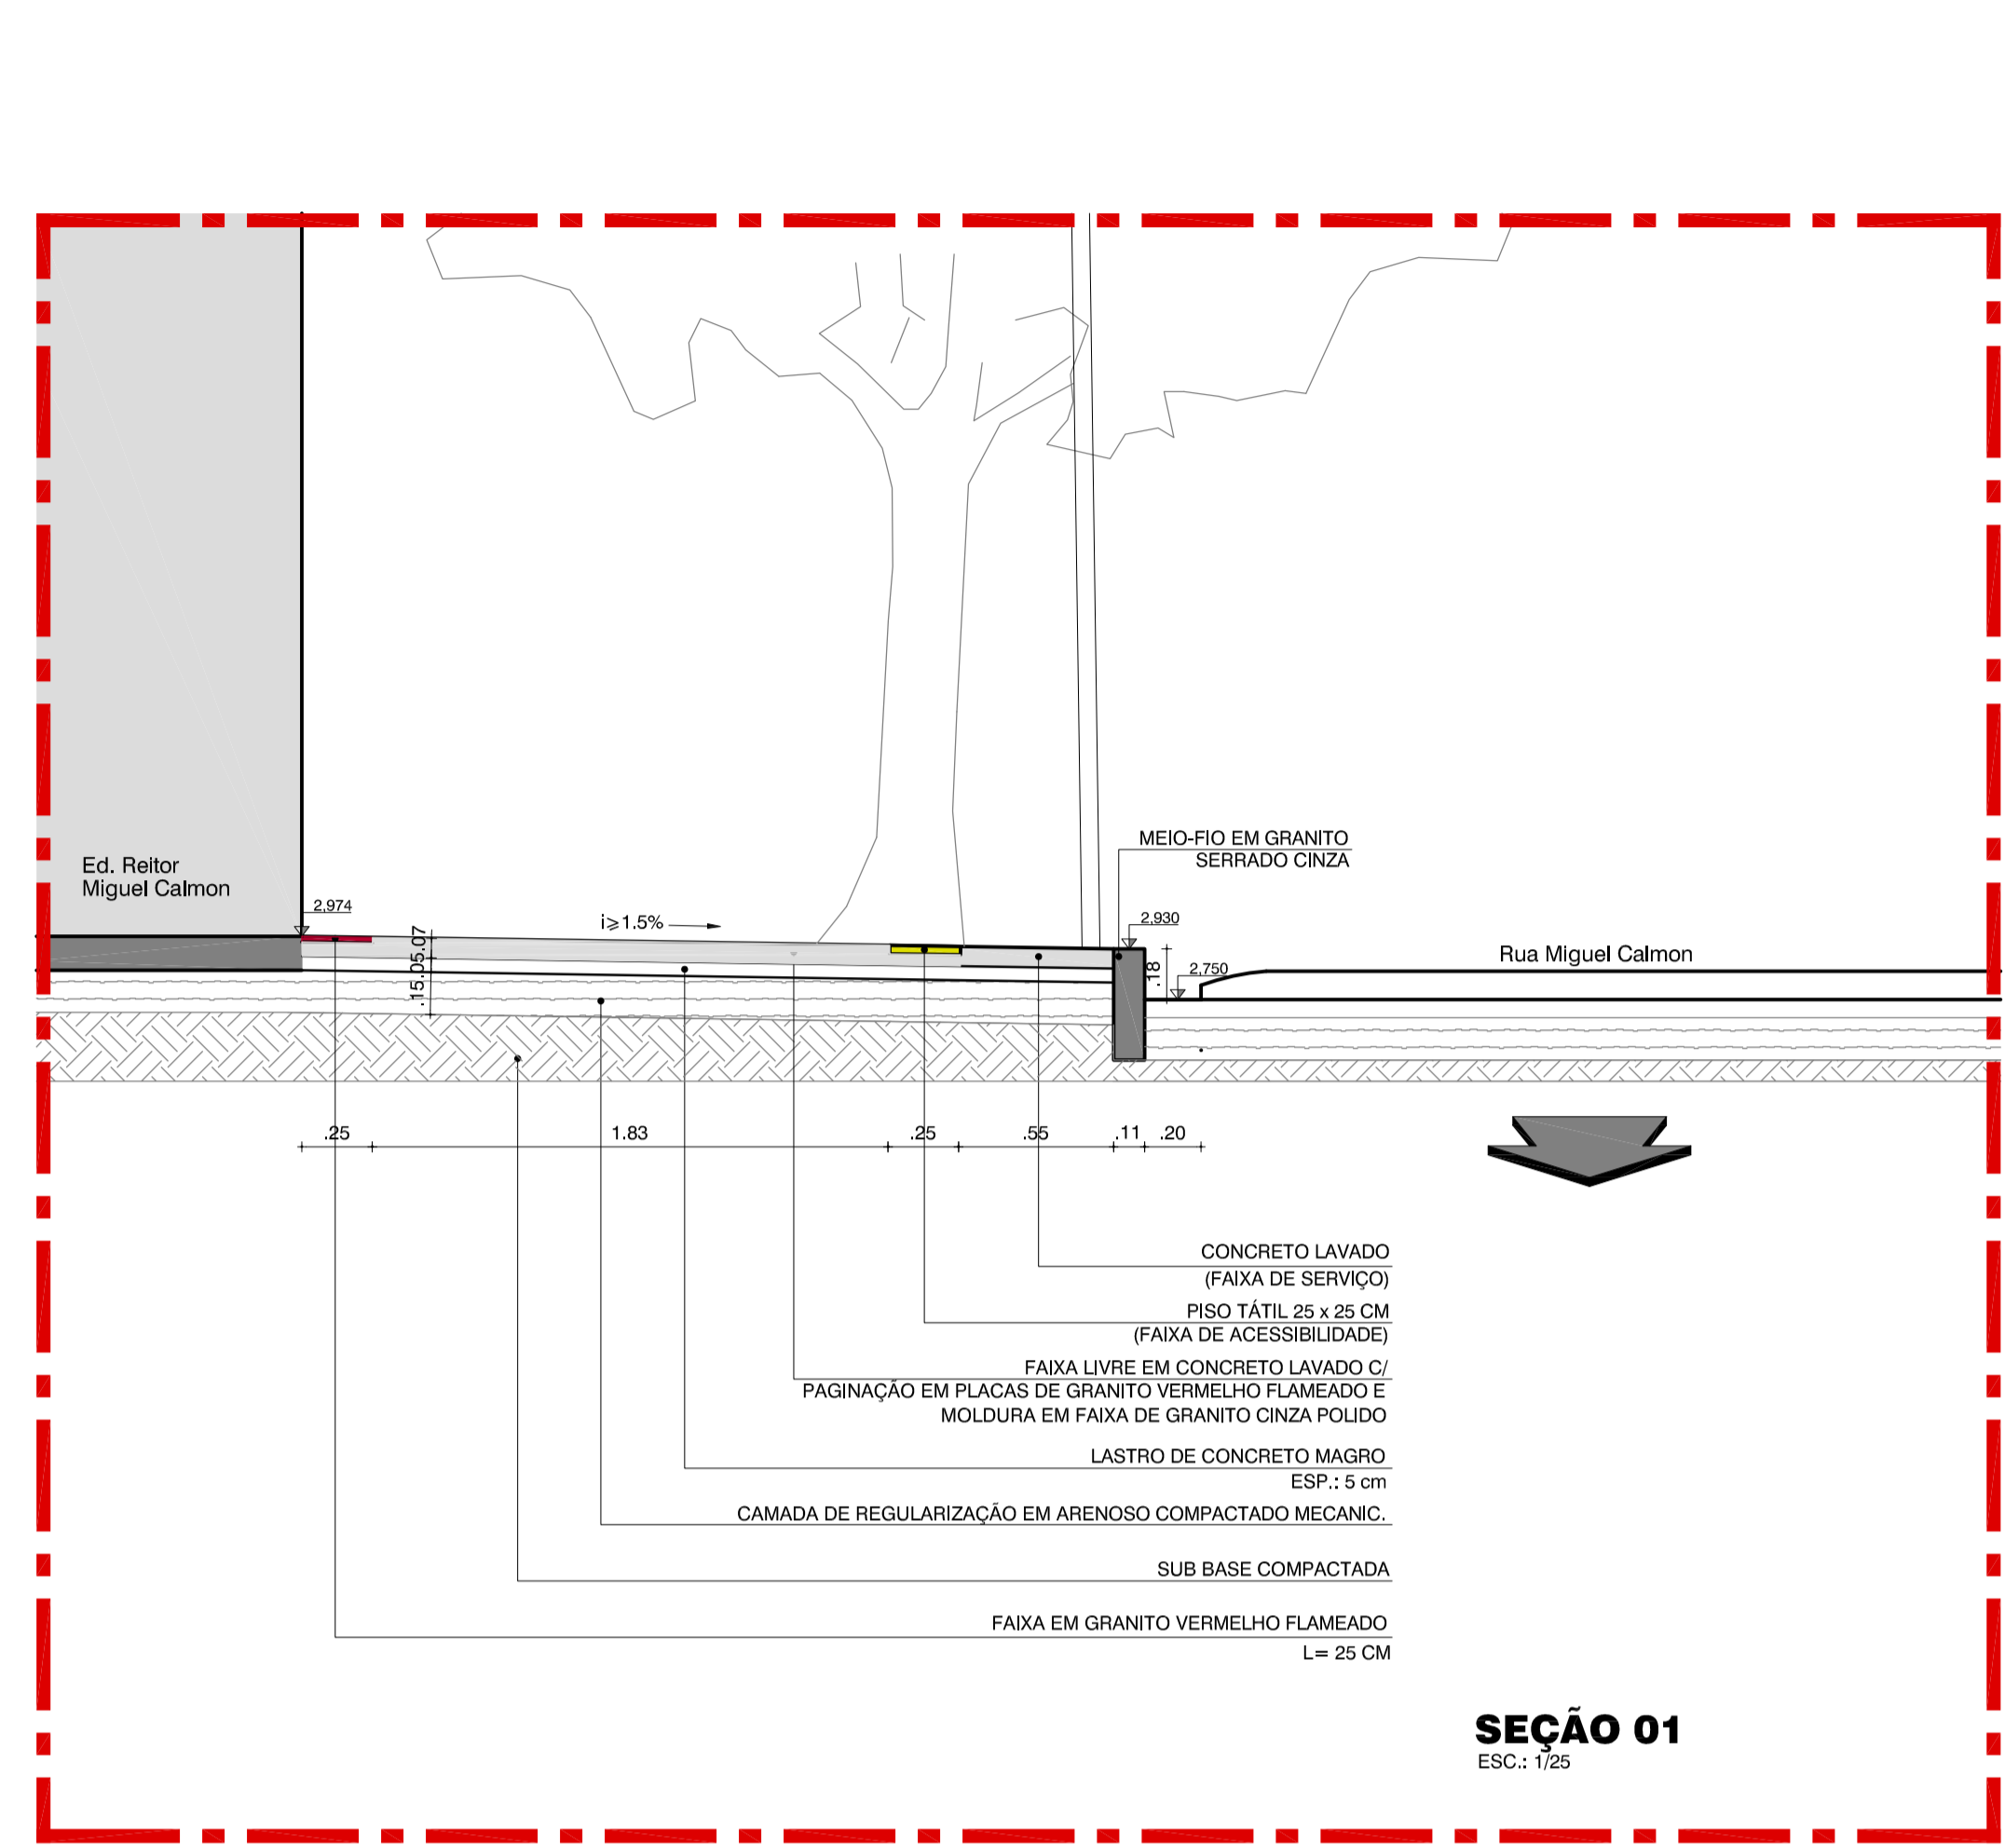 MEIO-FIO EM GRANITO
SERRADO CINZA
Ed. Reitor
Miguel Calmon
2,974
i⩾1.5%
2,930
Rua Miguel Calmon
2,750
.18
.15.05.07
.25
1.83
.25
.55
.11
.20
CONCRETO LAVADO
(FAIXA DE SERVIÇO)
PISO TÁTIL 25 x 25 CM
(FAIXA DE ACESSIBILIDADE)
FAIXA LIVRE EM CONCRETO LAVADO C/
PAGINAÇÃO EM PLACAS DE GRANITO VERMELHO FLAMEADO E
MOLDURA EM FAIXA DE GRANITO CINZA POLIDO
LASTRO DE CONCRETO MAGRO
ESP.: 5 cm
CAMADA DE REGULARIZAÇÃO EM ARENOSO COMPACTADO MECANIC.
SUB BASE COMPACTADA
FAIXA EM GRANITO VERMELHO FLAMEADO
L= 25 CM
SEÇÃO 01
ESC.: 1/25